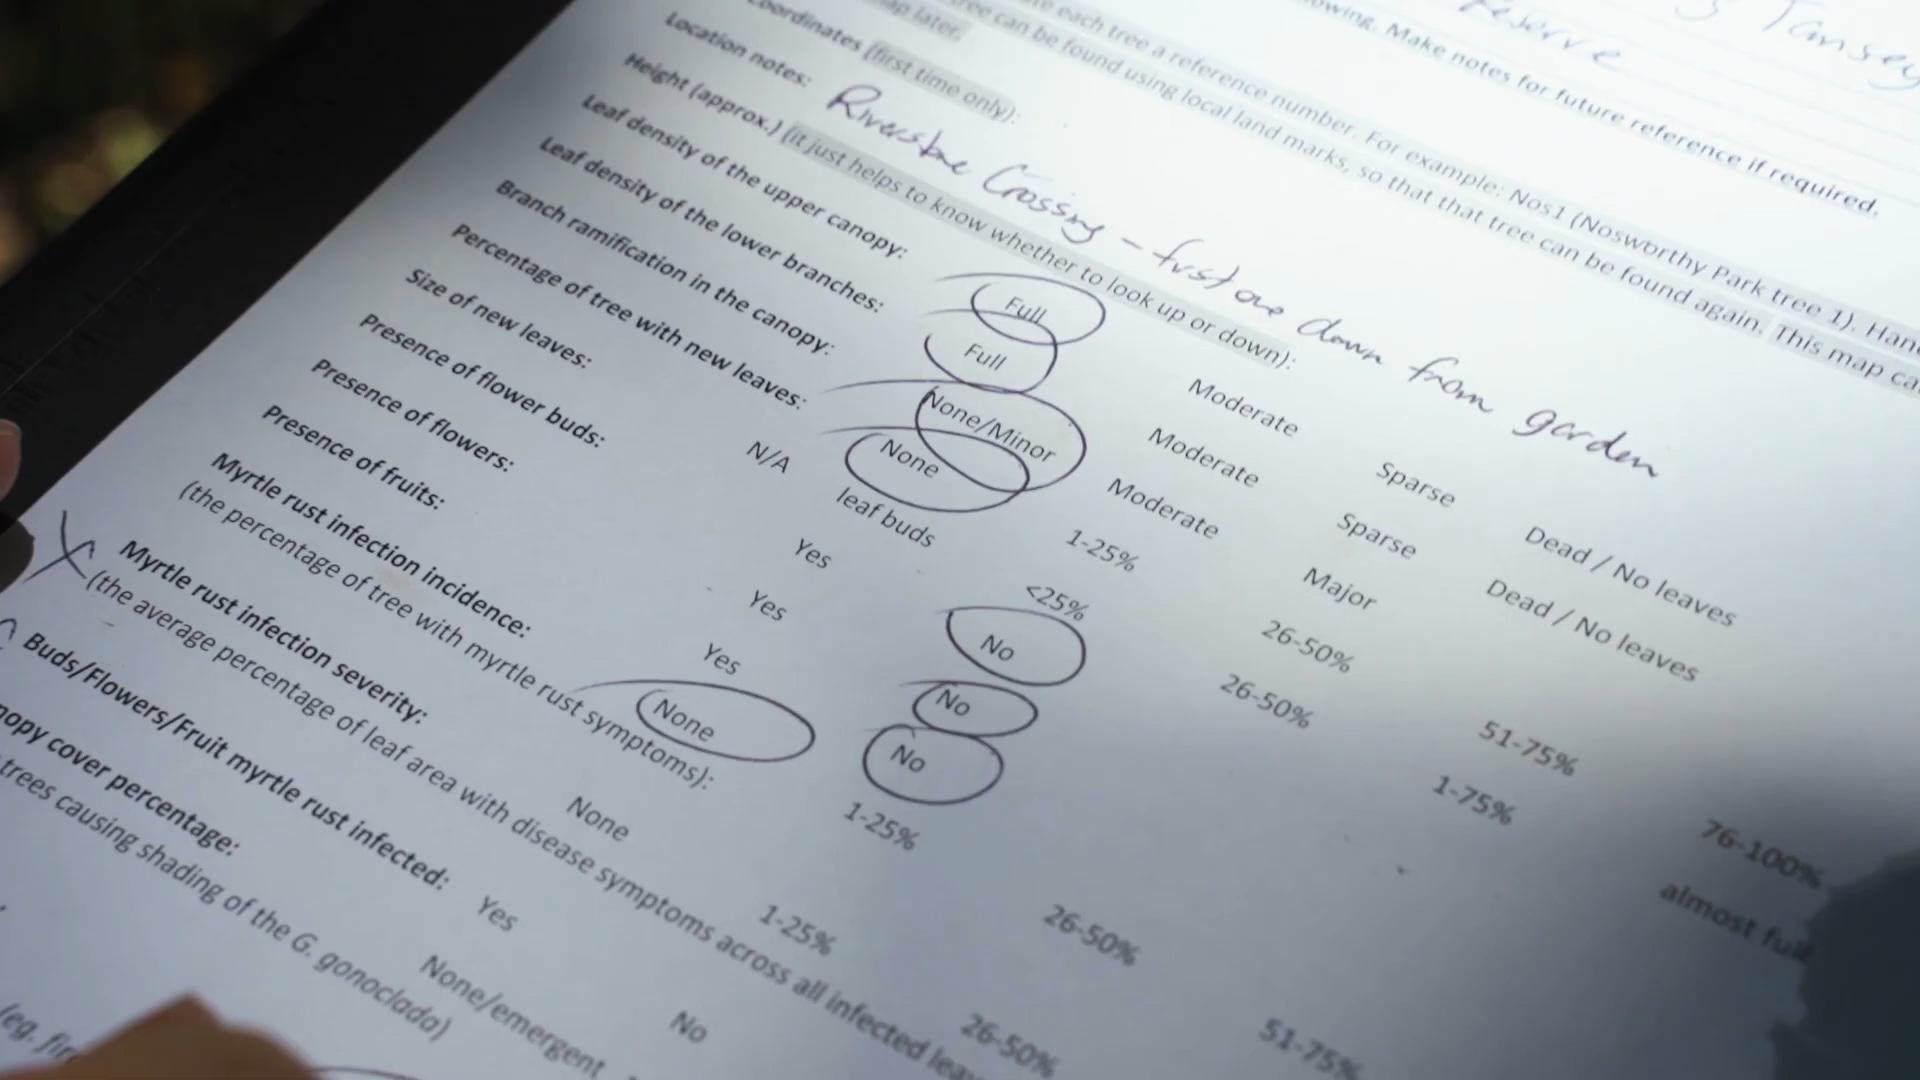 Tansey
Reserve
owing. Make notes for future reference if required.
each tree a reference number. For example: Nos1 (Nosworthy Park tree 1). Han
tree can be found using local land marks, so that that tree can be found again. This map ca
map later.
Coordinates (first time only):
Location notes: Riverstone Crossing – first one down from garden
Height (approx.) (it just helps to know whether to look up or down):
Leaf density of the upper canopy: Full Moderate Sparse Dead / No leaves
Leaf density of the lower branches: Full Moderate Sparse Dead / No leaves
Branch ramification in the canopy: None/Minor Moderate Major
Percentage of tree with new leaves: None 1-25% 26-50% 51-75% 76-100%
Size of new leaves: N/A leaf buds <25% 26-50% 1-75% almost full
Presence of flower buds: Yes No
Presence of flowers: Yes No
Presence of fruits: Yes No
Myrtle rust infection incidence: None 1-25% 26-50% 51-75%
(the percentage of tree with myrtle rust symptoms):
Myrtle rust infection severity: None 1-25% 26-50%
(the average percentage of leaf area with disease symptoms across all infected leav
Buds/Flowers/Fruit myrtle rust infected: Yes No
nopy cover percentage: None/emergent
trees causing shading of the G. gonoclada)
(eg. fir